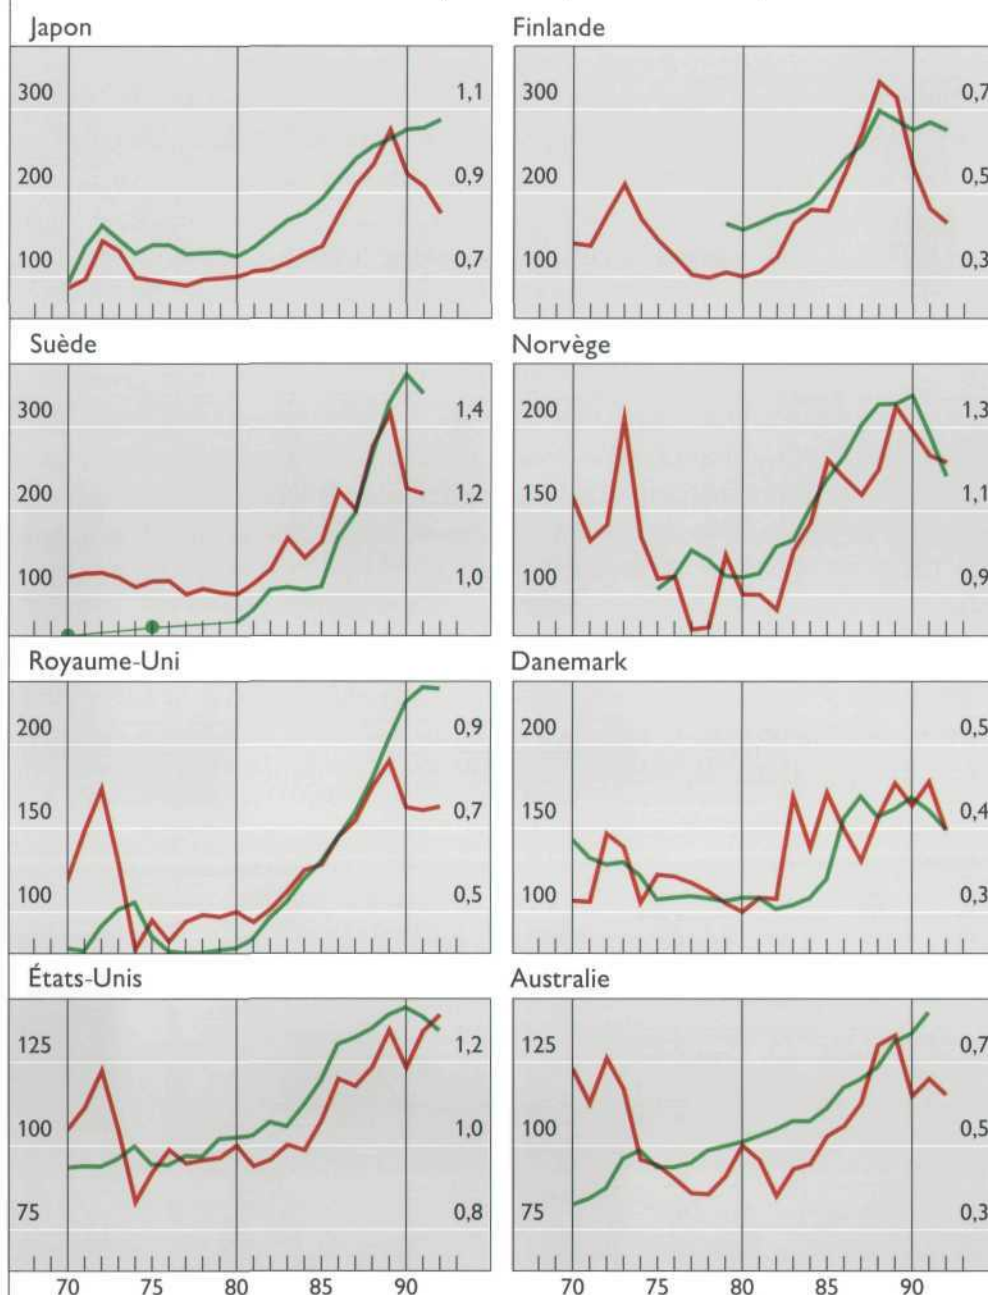 Japon Finlande
300 1,1 300 0,7
200 0,9 200 0,5
100 0,7 100 0,3
Suède Norvège
300 1,4 200 1,3
200 1,2 150 1,1
100 1,0 100 0,9
Royaume-Uni Danemark
200 0,9 200 0,5
150 0,7 150 0,4
100 0,5 100 0,3
États-Unis Australie
125 1,2 125 0,7
100 1,0 100 0,5
75 0,8 75 0,3
70 75 80 85 90 70 75 80 85 90